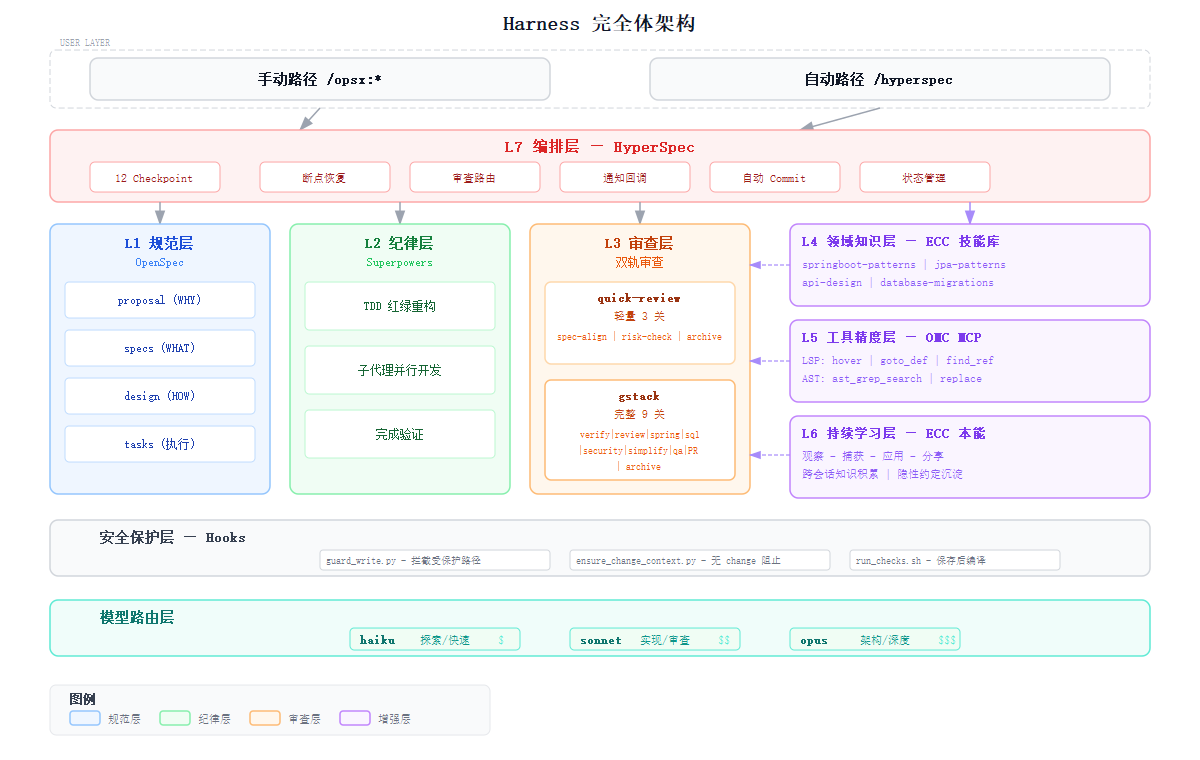 Harness 完全体架构
USER LAYER
手动路径 /opsx:*
自动路径 /hyperspec
L7 编排层 — HyperSpec
12 Checkpoint
断点恢复
审查路由
通知回调
自动 Commit
状态管理
L1 规范层
OpenSpec
proposal (WHY)
specs (WHAT)
design (HOW)
tasks (执行)
L2 纪律层
Superpowers
TDD 红绿重构
子代理并行开发
完成验证
L3 审查层
双轨审查
quick-review
轻量 3 关
spec-align | risk-check | archive
gstack
完整 9 关
verify|review|spring|sql
|security|simplify|qa|PR
| archive
L4 领域知识层 — ECC 技能库
springboot-patterns | jpa-patterns
api-design | database-migrations
L5 工具精度层 — OMC MCP
LSP: hover | goto_def | find_ref
AST: ast_grep_search | replace
L6 持续学习层 — ECC 本能
观察 - 捕获 - 应用 - 分享
跨会话知识积累 | 隐性约定沉淀
安全保护层 — Hooks
guard_write.py - 拦截受保护路径
ensure_change_context.py - 无 change 阻止
run_checks.sh - 保存后编译
模型路由层
haiku 探索/快速 $
sonnet 实现/审查 $$
opus 架构/深度 $$$
图例
规范层
纪律层
审查层
增强层